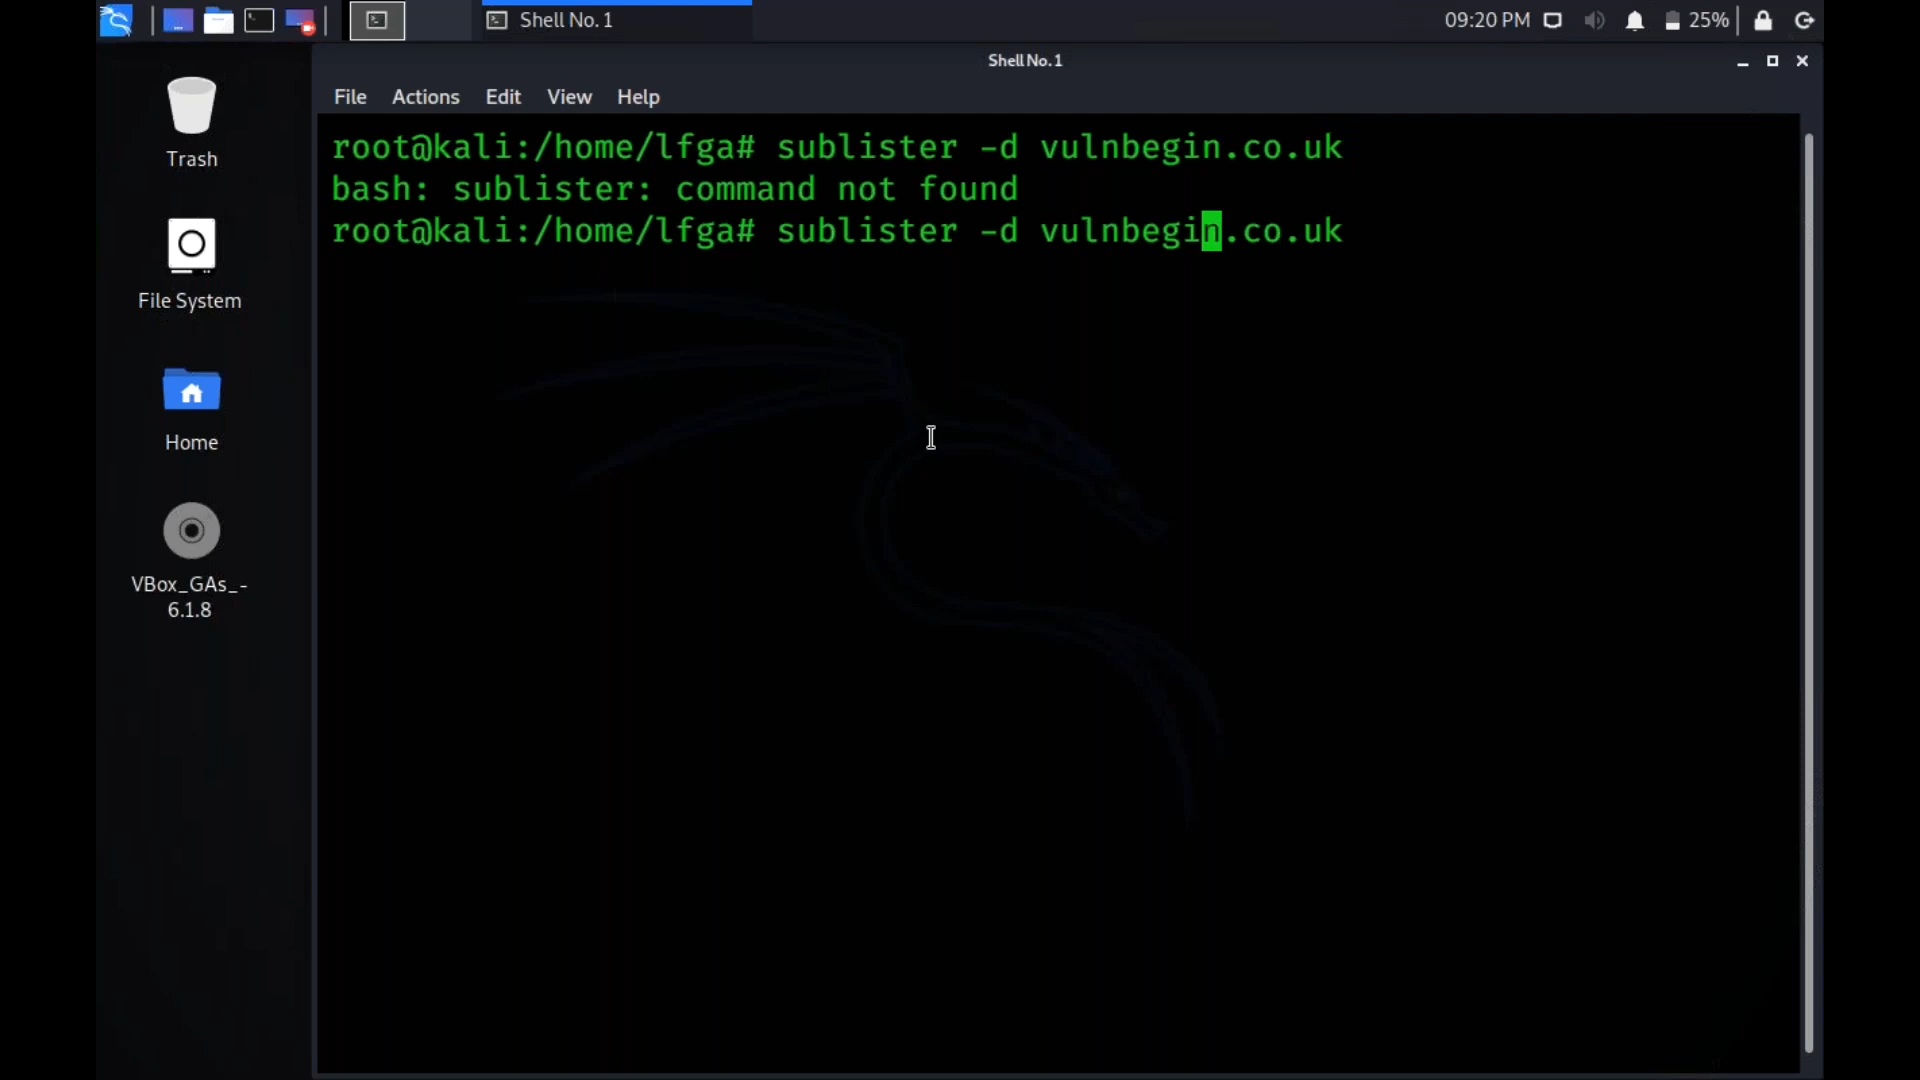 Shell No. 1
09:20 PM
25%
Shell No. 1
File Actions Edit View Help
Trash
File System
Home
VBox_GAs_-
6.1.8
root@kali:/home/lfga# sublister -d vulnbegin.co.uk
bash: sublister: command not found
root@kali:/home/lfga# sublister -d vulnbegin.co.uk